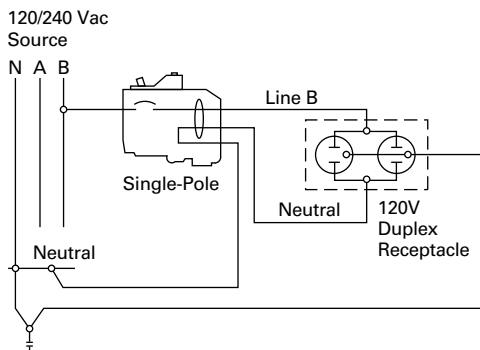 120/240 Vac
Source
N A B
Line B
Single-Pole
Neutral
120V
Duplex
Receptacle
Neutral